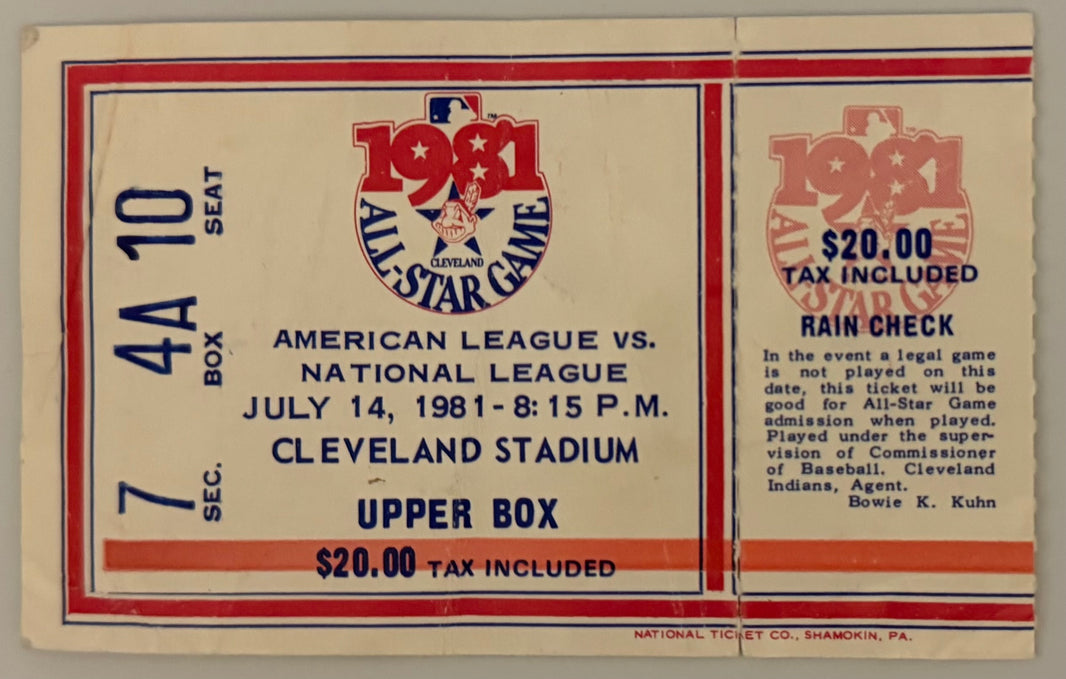 1981
ALL-STAR GAME
CLEVELAND
AMERICAN LEAGUE VS.
NATIONAL LEAGUE
JULY 14, 1981 - 8:15 P.M.
CLEVELAND STADIUM
UPPER BOX
$20.00 TAX INCLUDED
7 4A 10
SEC. BOX SEAT
1981
ALL-STAR GAME
$20.00
TAX INCLUDED
RAIN CHECK
In the event a legal game
is not played on this
date, this ticket will be
good for All-Star Game
admission when played.
Played under the super-
vision of Commissioner
of Baseball. Cleveland
Indians, Agent.
Bowie K. Kuhn
NATIONAL TICKET CO., SHAMOKIN, PA.